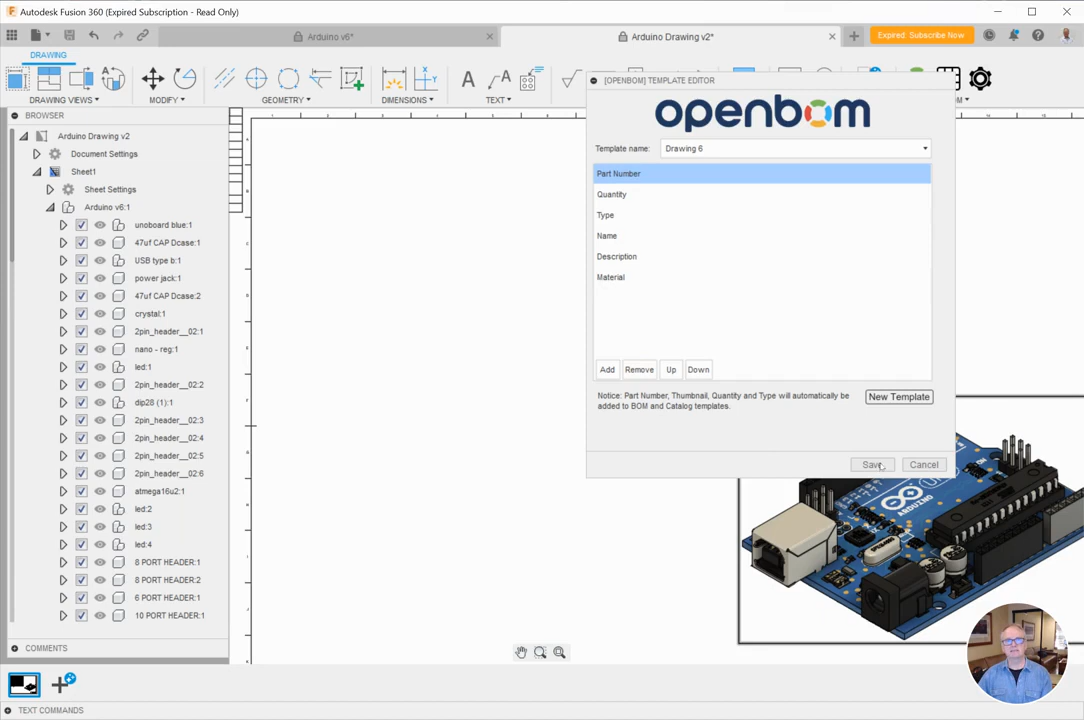 Autodesk Fusion 360 (Expired Subscription - Read Only)
Arduino v6*
Arduino Drawing v2*
Expired: Subscribe Now
DRAWING
DRAWING VIEWS
MODIFY
GEOMETRY
DIMENSIONS
TEXT
[OPENBOM] TEMPLATE EDITOR
openbom
Template name:
Drawing 6
Part Number
Quantity
Type
Name
Description
Material
Add
Remove
Up
Down
Notice: Part Number, Thumbnail, Quantity and Type will automatically be
added to BOM and Catalog templates.
New Template
Save
Cancel
BROWSER
Arduino Drawing v2
Document Settings
Sheet1
Sheet Settings
Arduino v6:1
unoboard blue:1
47uf CAP Dcase:1
USB type b:1
power jack:1
47uf CAP Dcase:2
crystal:1
2pin_header__02:1
nano - reg:1
led:1
2pin_header__02:2
dip28 (1):1
2pin_header__02:3
2pin_header__02:4
2pin_header__02:5
2pin_header__02:6
atmega16u2:1
led:2
led:3
led:4
8 PORT HEADER:1
8 PORT HEADER:2
6 PORT HEADER:1
10 PORT HEADER:1
ARDUINO
COMMENTS
TEXT COMMANDS